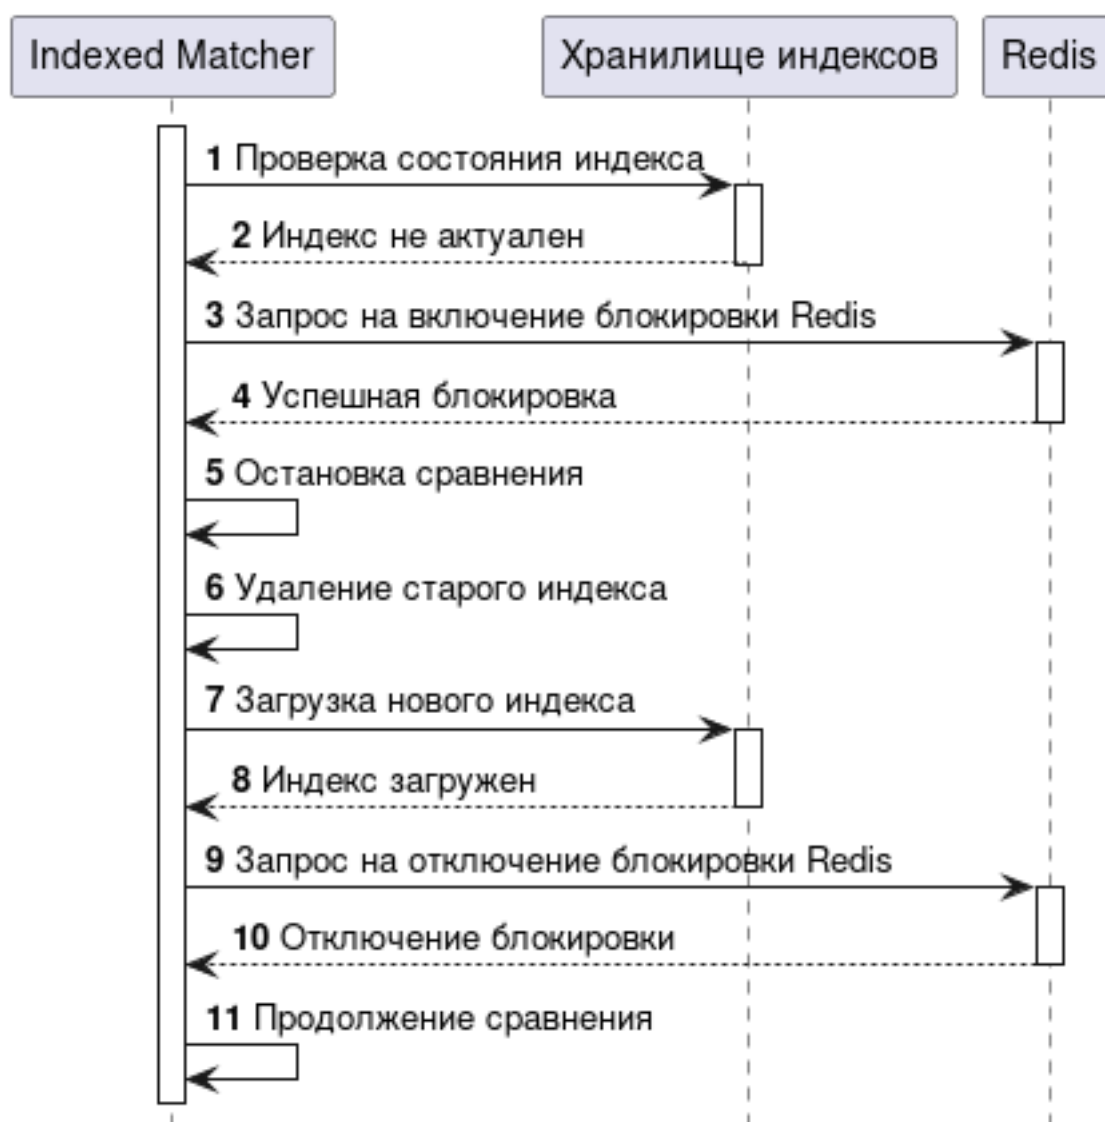 Indexed Matcher
Хранилище индексов
Redis
1 Проверка состояния индекса
2 Индекс не актуален
3 Запрос на включение блокировки Redis
4 Успешная блокировка
5 Остановка сравнения
6 Удаление старого индекса
7 Загрузка нового индекса
8 Индекс загружен
9 Запрос на отключение блокировки Redis
10 Отключение блокировки
11 Продолжение сравнения